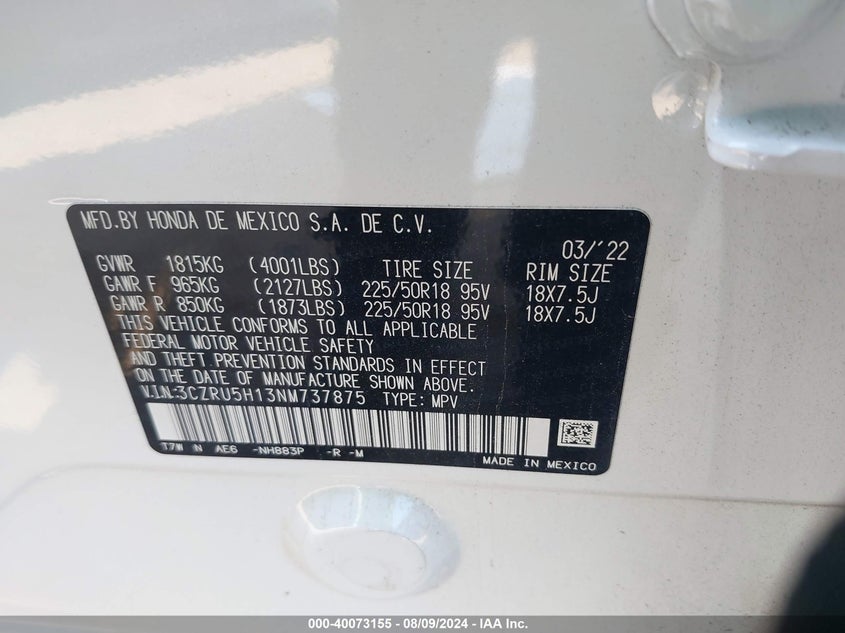 MFD.BY HONDA DE MEXICO S.A. DE C.V.
03/'22
GVWR 1815KG (4001LBS) TIRE SIZE RIM SIZE
GAWR F 965KG (2127LBS) 225/50R18 95V 18X7.5J
GAWR R 850KG (1873LBS) 225/50R18 95V 18X7.5J
THIS VEHICLE CONFORMS TO ALL APPLICABLE
FEDERAL MOTOR VEHICLE SAFETY
AND THEFT PREVENTION STANDARDS IN EFFECT
ON THE DATE OF MANUFACTURE SHOWN ABOVE.
V.I.N:3CZRU5H13NM737875 TYPE: MPV
T7W N AE6 -NH883P -R -M
MADE IN MEXICO
000-40073155 - 08/09/2024 - IAA Inc.